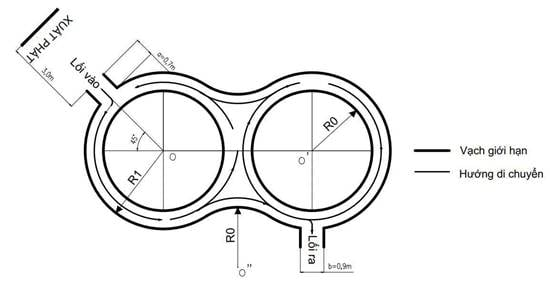 XUẤT PHÁT
3,0m
Lối vào
a=0,7m
45°
O
R1
R0
O'
R0
O"
Lối ra
b=0,9m
Vạch giới hạn
Hướng di chuyển